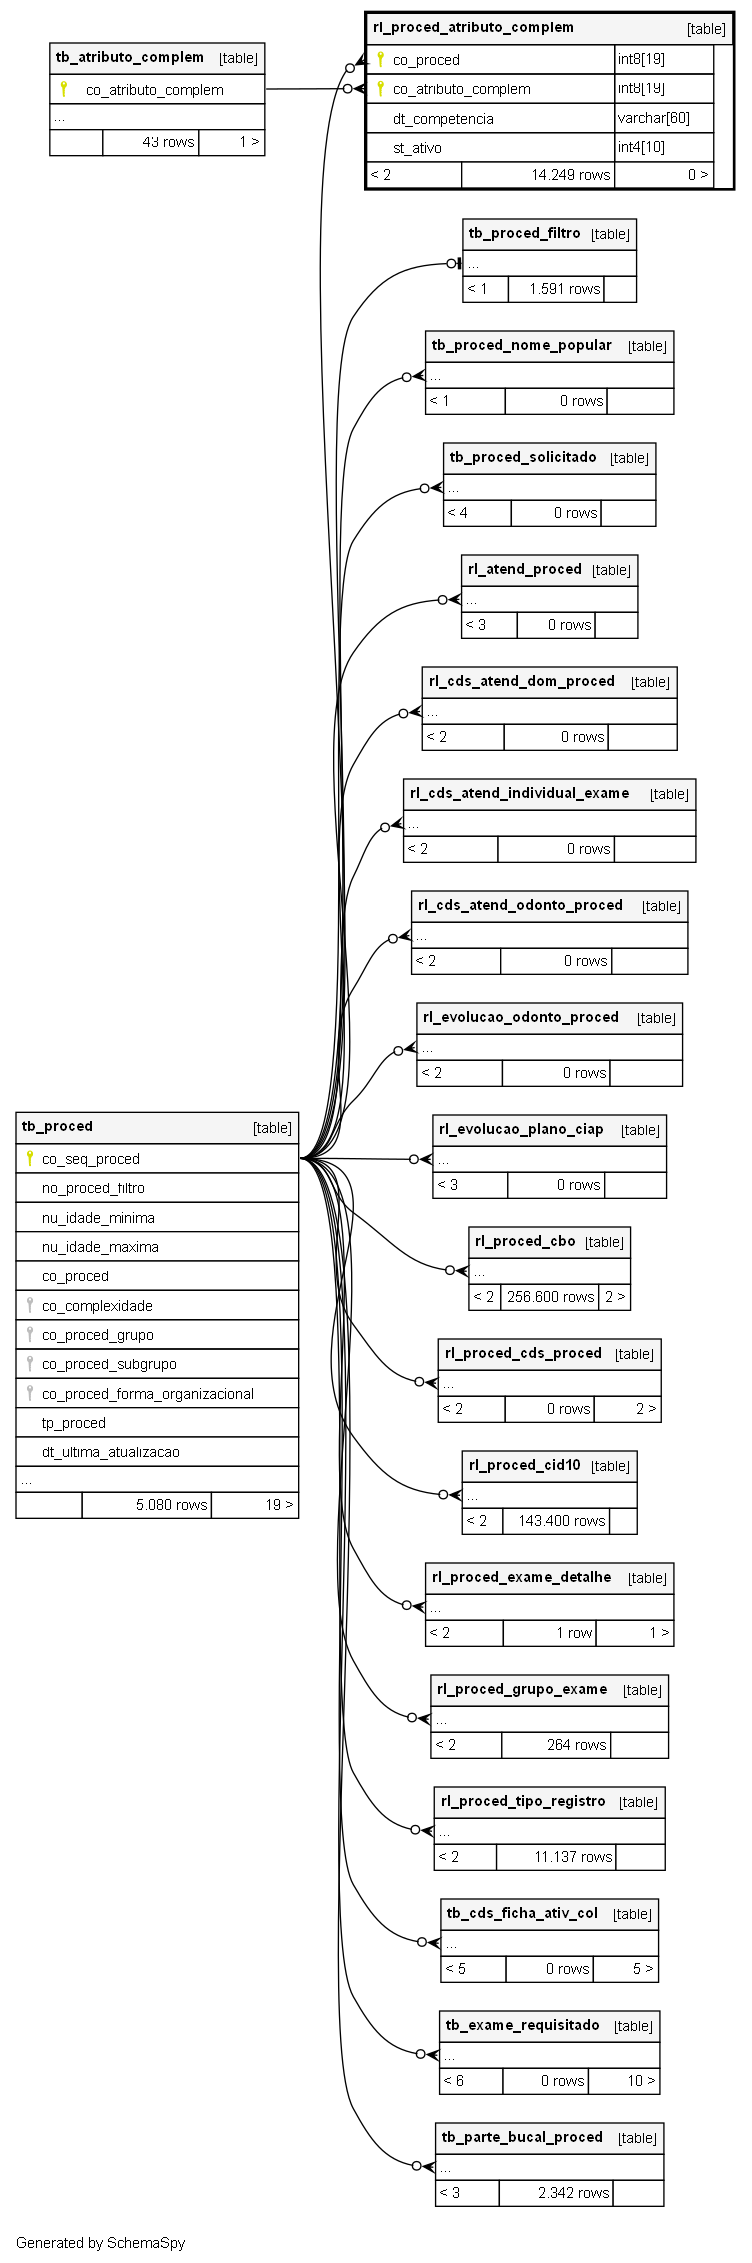 tb_atributo_complem [table]
co_atributo_complem
...
43 rows 1 >
rl_proced_atributo_complem [table]
co_proced int8[19]
co_atributo_complem int8[19]
dt_competencia varchar[60]
st_ativo int4[10]
< 2 14.249 rows 0 >
tb_proced_filtro [table]
...
< 1 1.591 rows
tb_proced_nome_popular [table]
...
< 1 0 rows
tb_proced_solicitado [table]
...
< 4 0 rows
rl_atend_proced [table]
...
< 3 0 rows
rl_cds_atend_dom_proced [table]
...
< 2 0 rows
rl_cds_atend_individual_exame [table]
...
< 2 0 rows
rl_cds_atend_odonto_proced [table]
...
< 2 0 rows
rl_evolucao_odonto_proced [table]
...
< 2 0 rows
tb_proced [table]
co_seq_proced
no_proced_filtro
nu_idade_minima
nu_idade_maxima
co_proced
co_complexidade
co_proced_grupo
co_proced_subgrupo
co_proced_forma_organizacional
tp_proced
dt_ultima_atualizacao
...
5.080 rows 19 >
rl_evolucao_plano_ciap [table]
...
< 3 0 rows
rl_proced_cbo [table]
...
< 2 256.600 rows 2 >
rl_proced_cds_proced [table]
...
< 2 0 rows 2 >
rl_proced_cid10 [table]
...
< 2 143.400 rows
rl_proced_exame_detalhe [table]
...
< 2 1 row 1 >
rl_proced_grupo_exame [table]
...
< 2 264 rows
rl_proced_tipo_registro [table]
...
< 2 11.137 rows
tb_cds_ficha_ativ_col [table]
...
< 5 0 rows 5 >
tb_exame_requisitado [table]
...
< 6 0 rows 10 >
tb_parte_bucal_proced [table]
...
< 3 2.342 rows
Generated by SchemaSpy